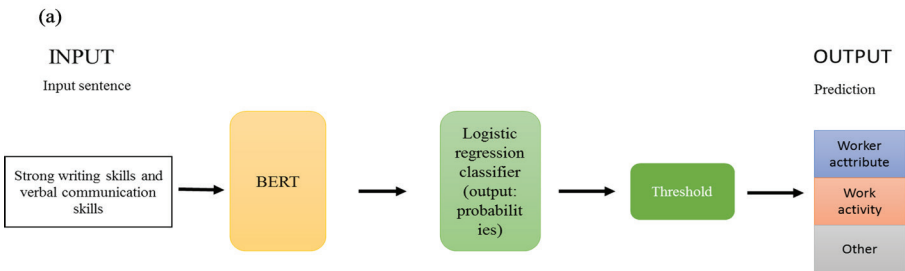 (a)
INPUT
Input sentence
Strong writing skills and
verbal communication
skills
BERT
Logistic
regression
classifier
(output:
probabilit
ies)
Threshold
OUTPUT
Prediction
Worker
acttribute
Work
activity
Other